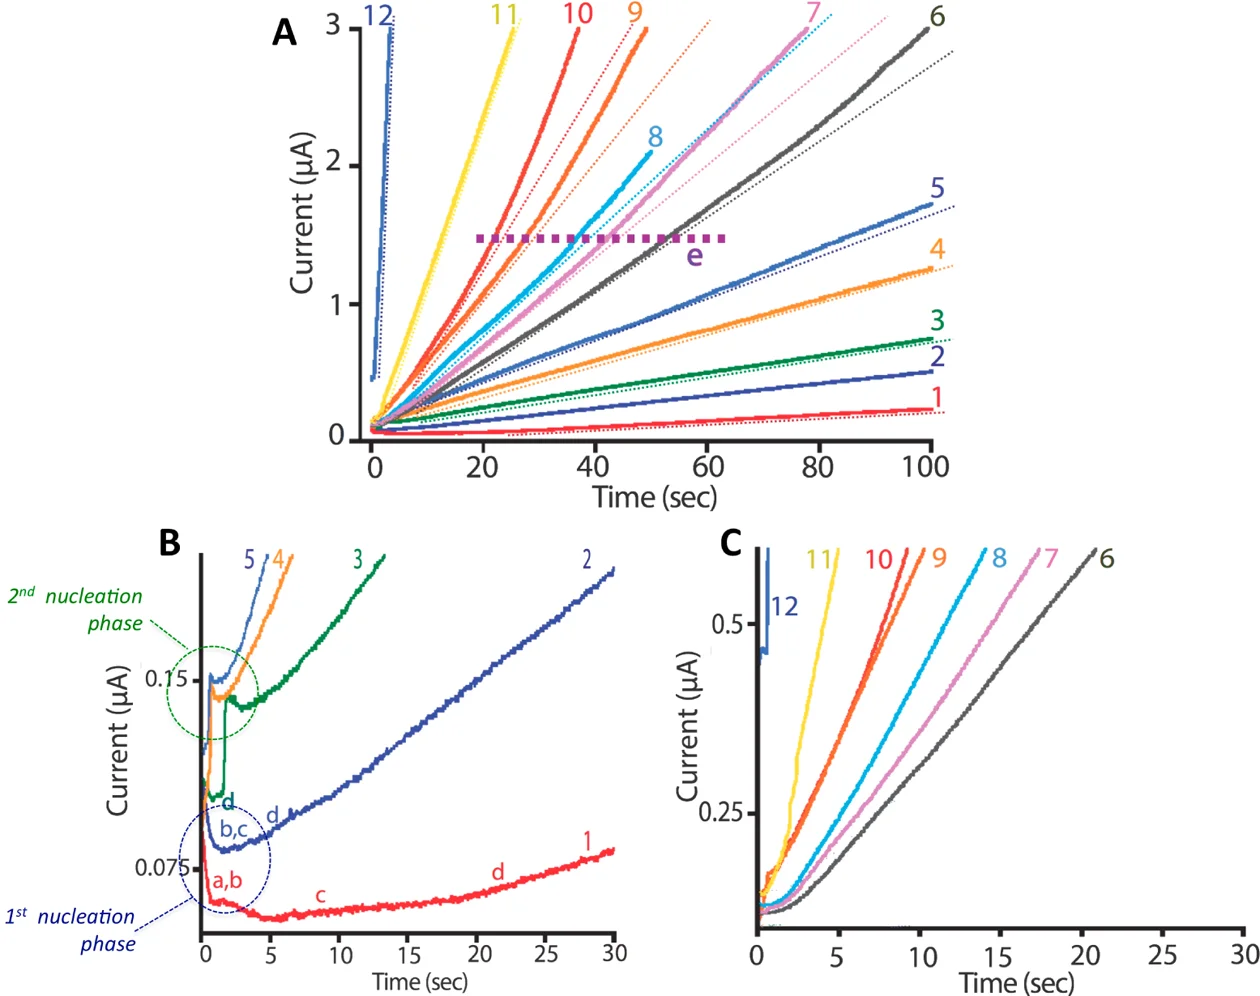 A
12
11
10
9
7
6
3
8
2
5
e
4
1
3
2
1
0
Current (µA)
0 20 40 60 80 100
Time (sec)
B
5 4 3 2
2nd nucleation
phase
0.15
d
b,c d
1
0.075
a,b
c
d
1st nucleation
phase
Current (µA)
0 5 10 15 20 25 30
Time (sec)
C
11 10 9 8 7 6
12
0.5
0.25
Current (µA)
0 5 10 15 20 25 30
Time (sec)